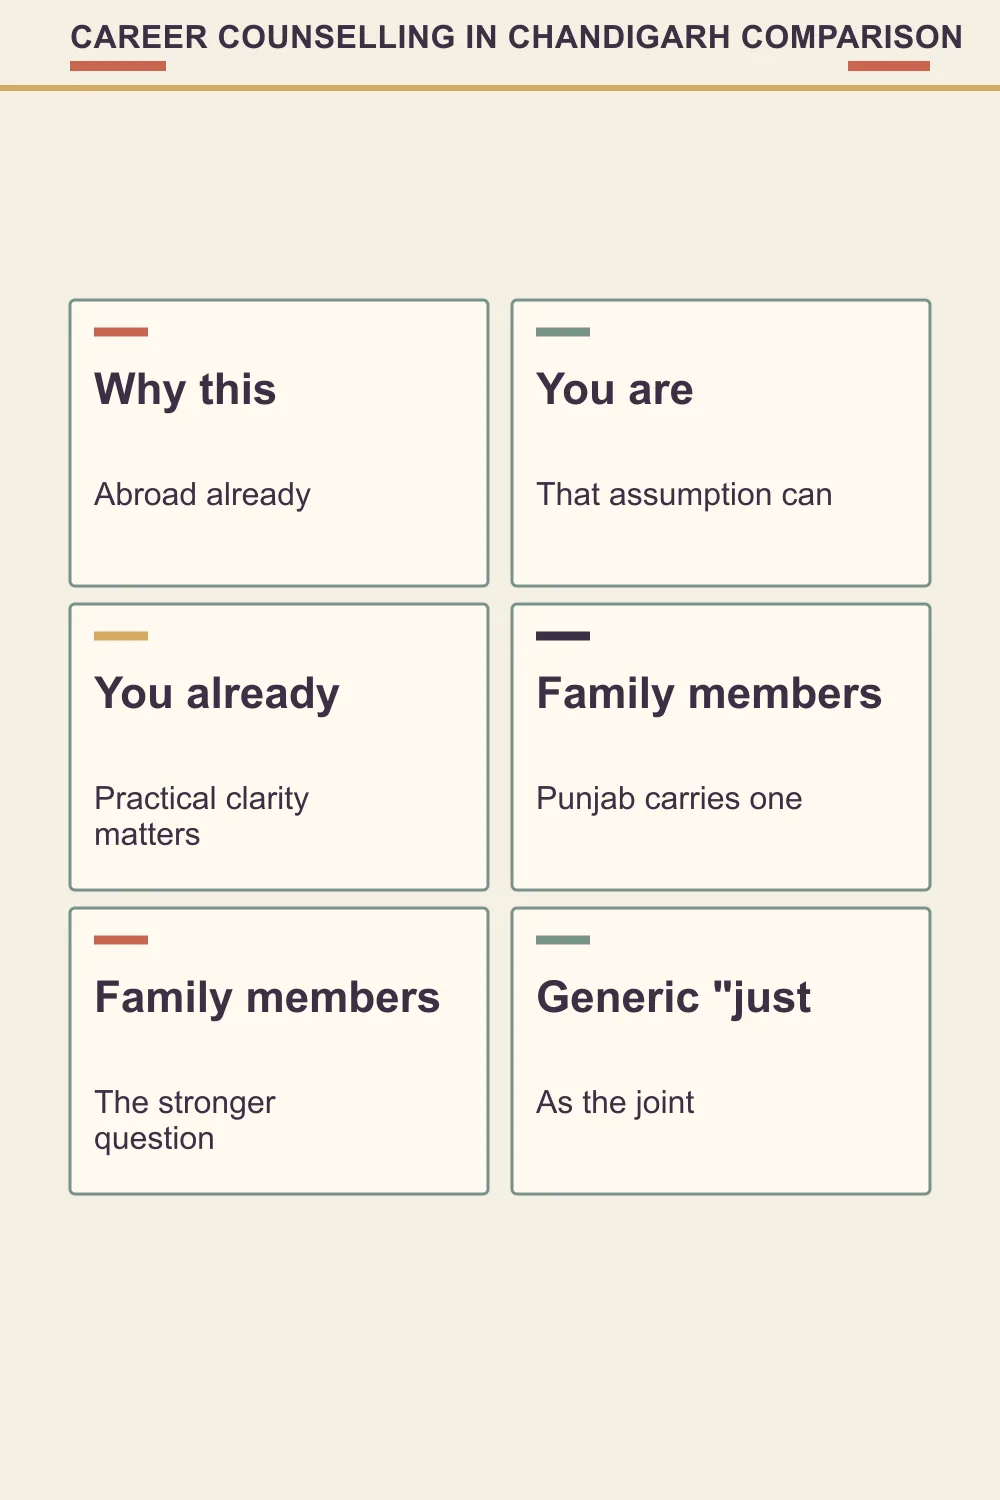 CAREER COUNSELLING IN CHANDIGARH COMPARISON
Why this
Abroad already
You are
That assumption can
You already
Practical clarity
matters
Family members
Punjab carries one
Family members
The stronger
question
Generic "just
As the joint